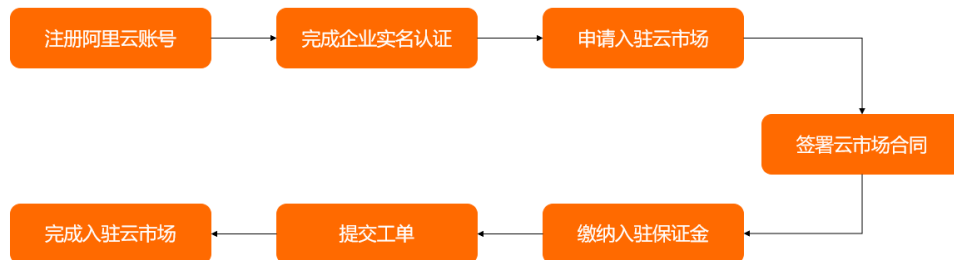 注册阿里云账号
完成企业实名认证
申请入驻云市场
签署云市场合同
缴纳入驻保证金
提交工单
完成入驻云市场